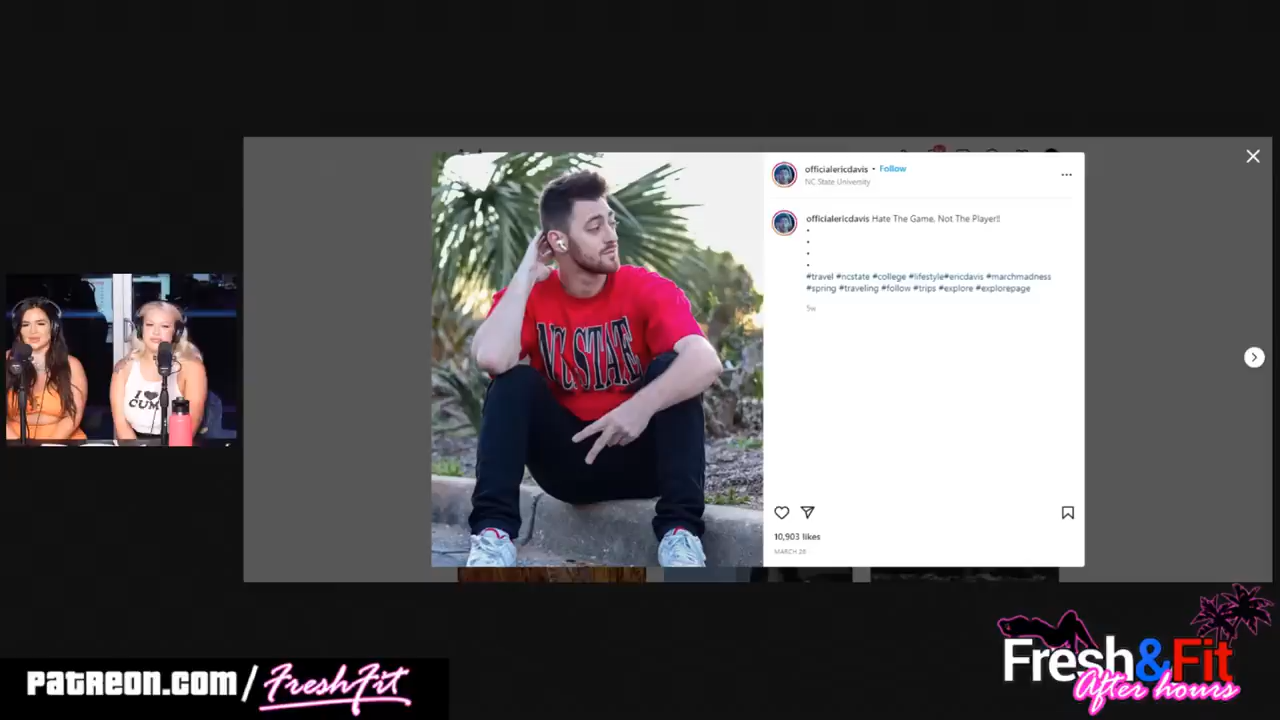 officialericdavis • Follow
NC State University
officialericdavis Hate The Game, Not The Player!!
.
.
.
.
#travel #ncstate #college #lifestyle#ericdavis #marchmadness
#spring #traveling #follow #trips #explore #explorepage
5w
NC STATE
I ❤
CUM
10,903 likes
MARCH 28
PATREON.COM/FRESHFIT
Fresh&Fit
After hours